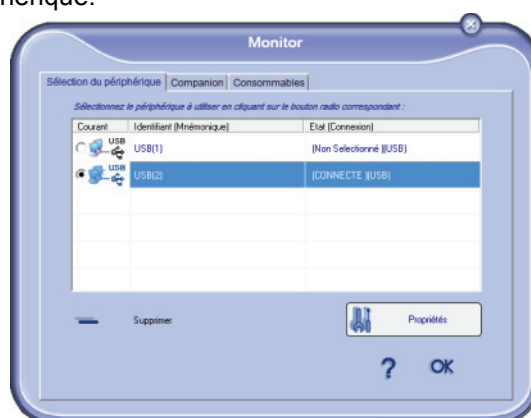 nérique.
Monitor
Sélection du périphérique Companion Consommables
Sélectionnez le périphérique à utiliser en cliquant sur le bouton radio correspondant :
Courant Identifiant (Mnémonique) Etat (Connexion)
USB USB(1) (Non Selectionné )(USB)
USB USB(2) (CONNECTE )(USB)
Supprimer Propriétés
? OK